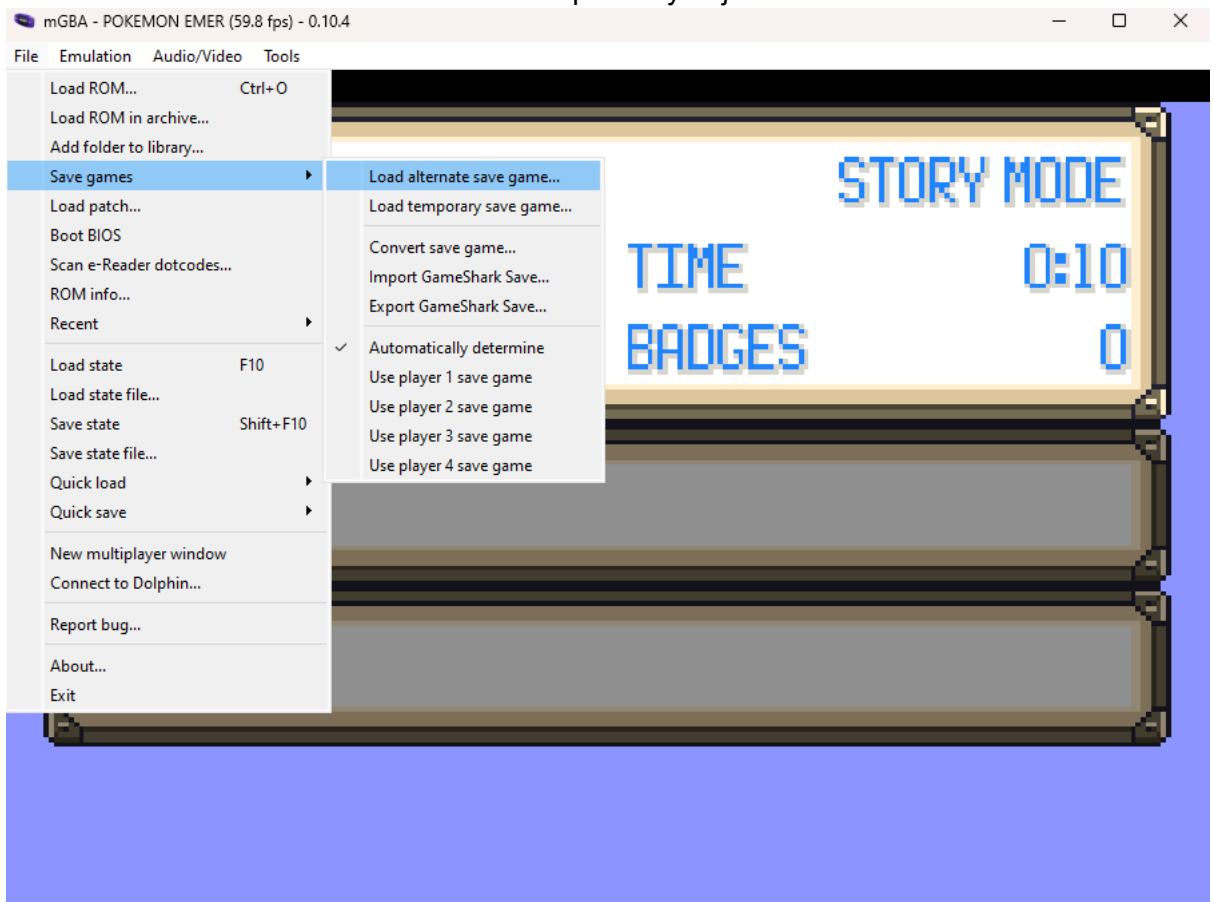 mGBA - POKEMON EMER (59.8 fps) - 0.10.4
File Emulation Audio/Video Tools
Load ROM... Ctrl+O
Load ROM in archive...
Add folder to library...
Save games
Load patch...
Boot BIOS
Scan e-Reader dotcodes...
ROM info...
Recent
Load state F10
Load state file...
Save state Shift+F10
Save state file...
Quick load
Quick save
New multiplayer window
Connect to Dolphin...
Report bug...
About...
Exit
Load alternate save game...
Load temporary save game...
Convert save game...
Import GameShark Save...
Export GameShark Save...
Automatically determine
Use player 1 save game
Use player 2 save game
Use player 3 save game
Use player 4 save game
STORY MODE
TIME 0:10
BADGES 0